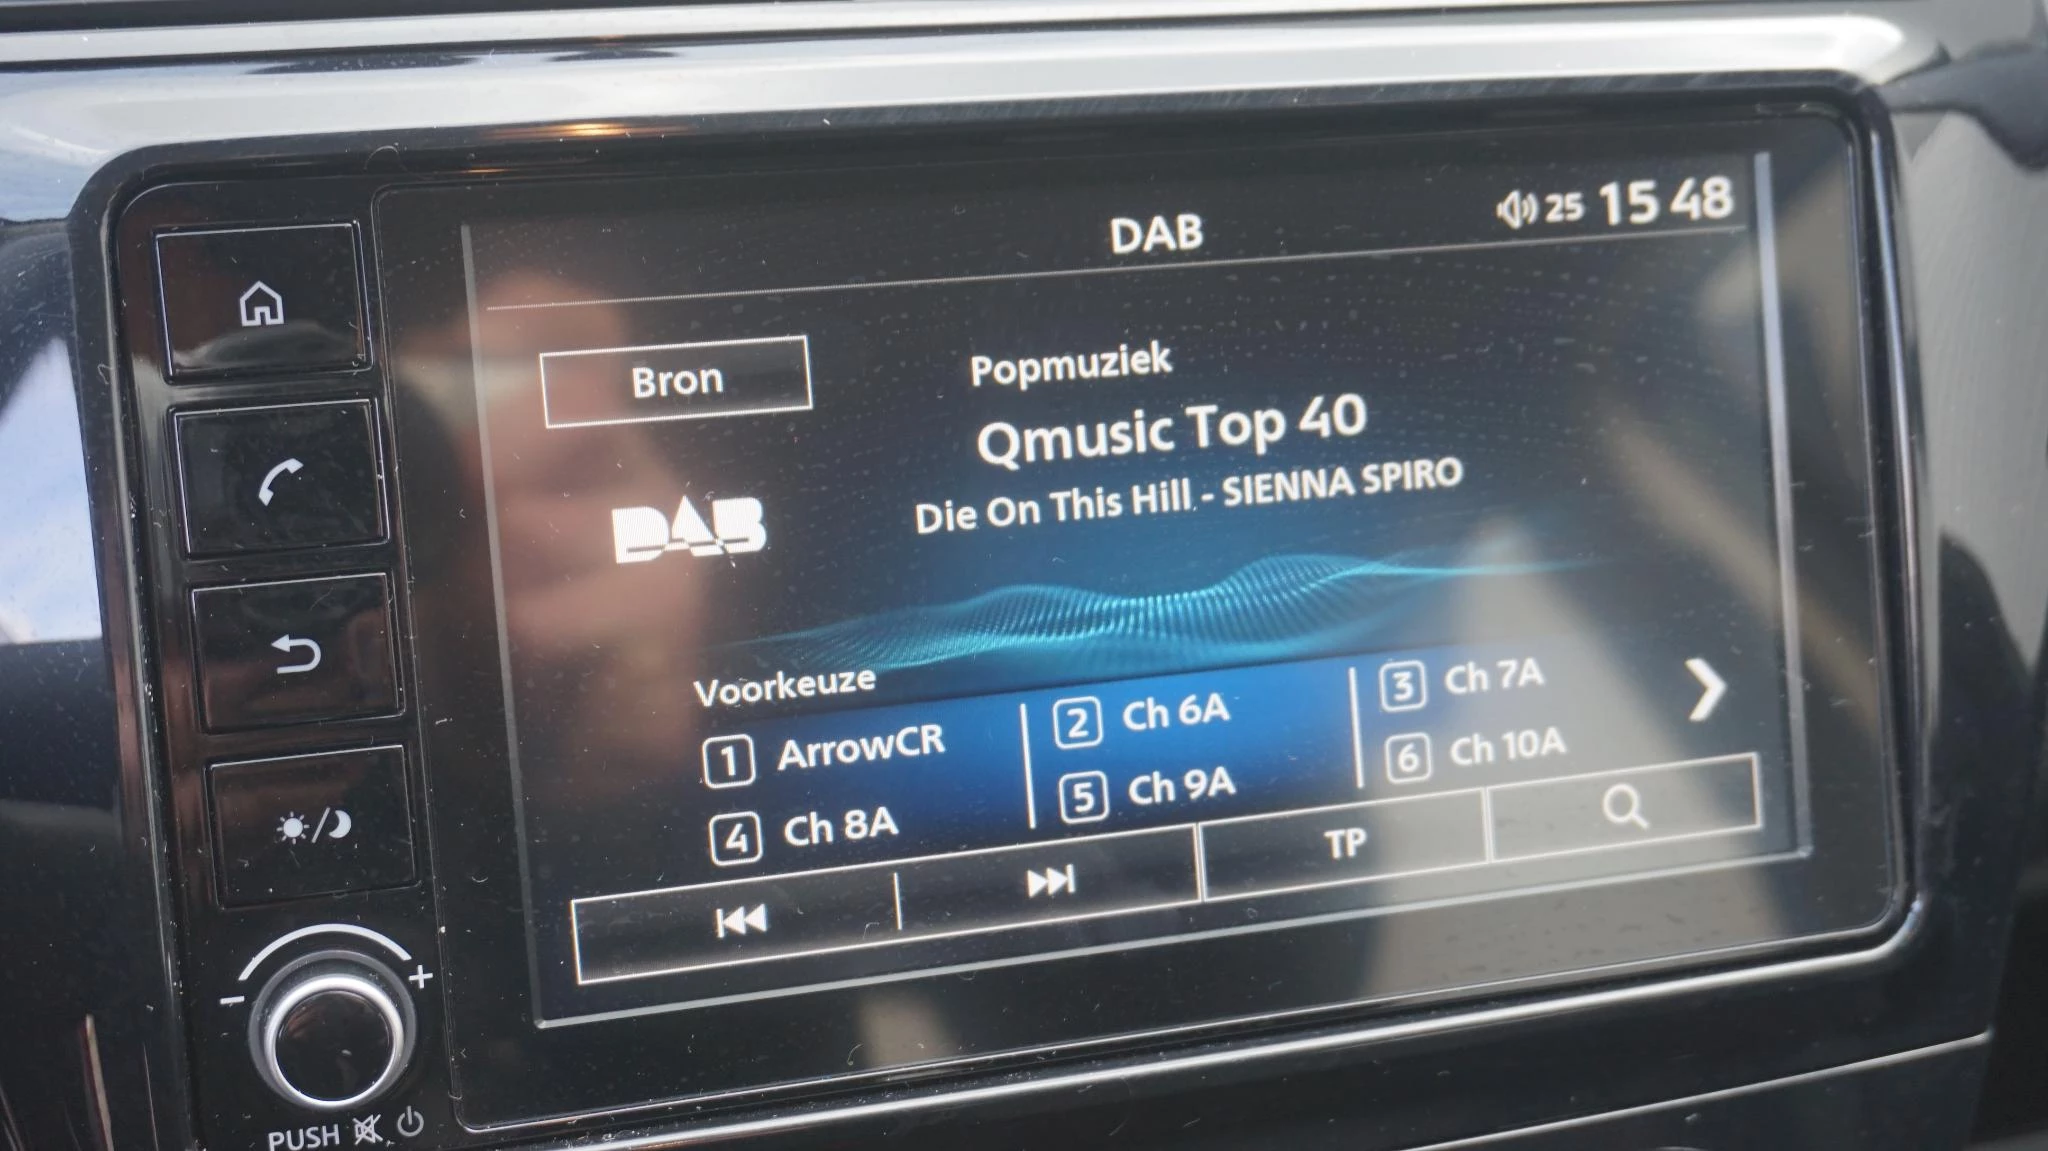 DAB
25 15 48
Bron
Popmuziek
Qmusic Top 40
Die On This Hill - SIENNA SPIRO
DAB
Voorkeuze
1 ArrowCR
2 Ch 6A
3 Ch 7A
4 Ch 8A
5 Ch 9A
6 Ch 10A
TP
- +
PUSH